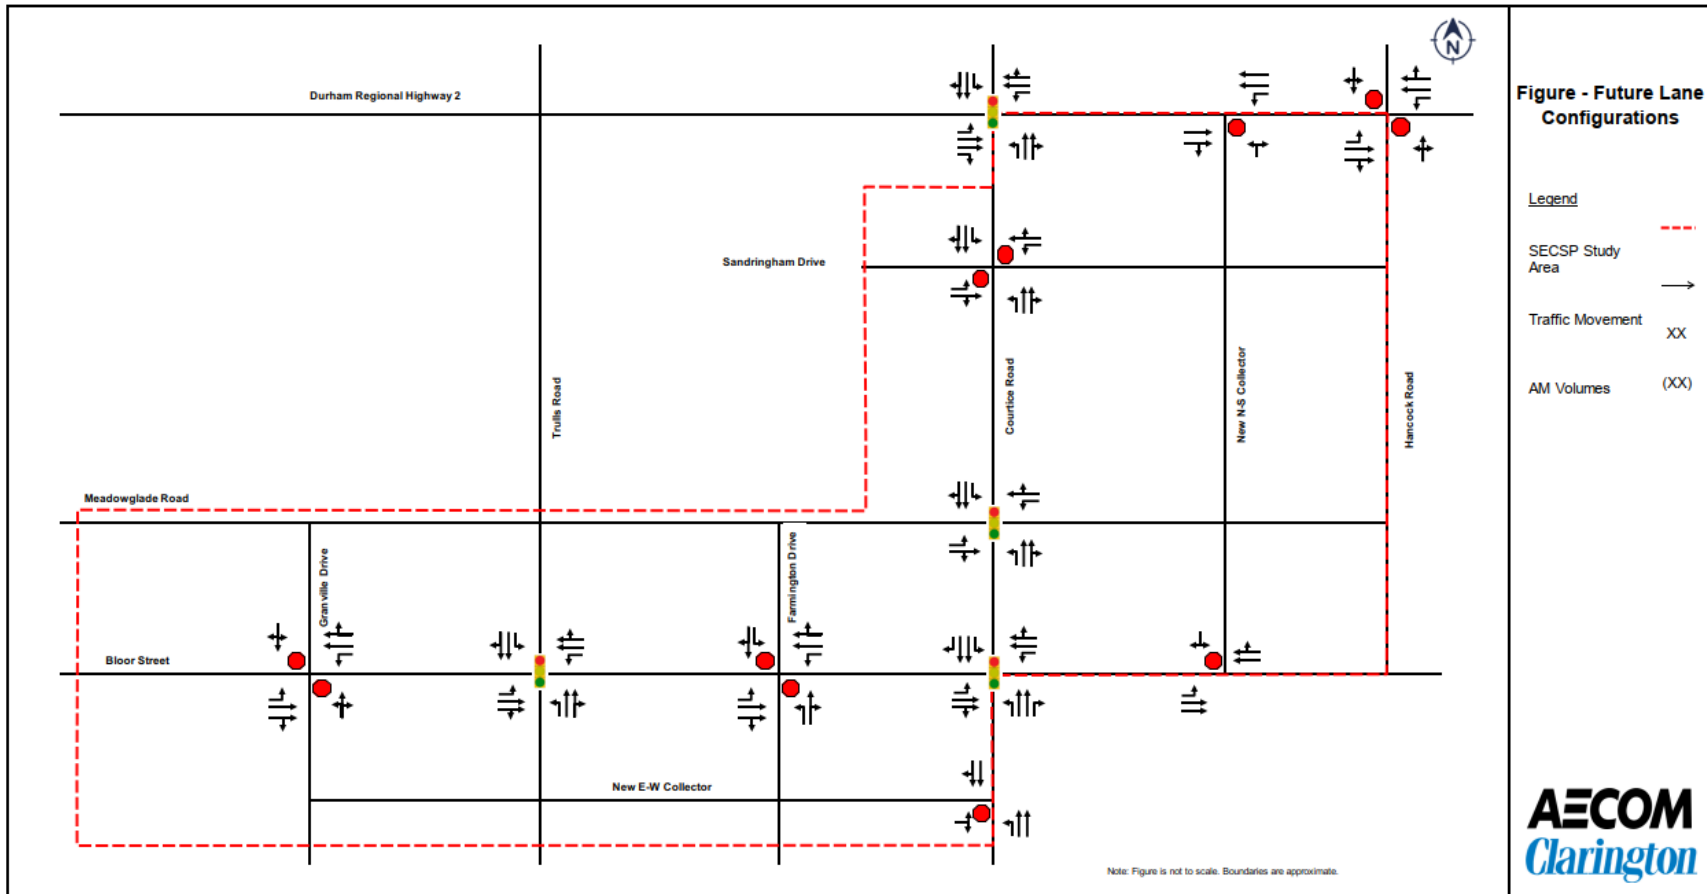 N
Durham Regional Highway 2
Figure - Future Lane
Configurations
Legend
SECSP Study
Area
Sandringham Drive
Traffic Movement
XX
AM Volumes
(XX)
Trulls Road
Courtice Road
New N-S Collector
Hancock Road
Meadowglade Road
Granville Drive
Farmington Drive
Bloor Street
New E-W Collector
Note: Figure is not to scale. Boundaries are approximate.
AECOM
Clarington